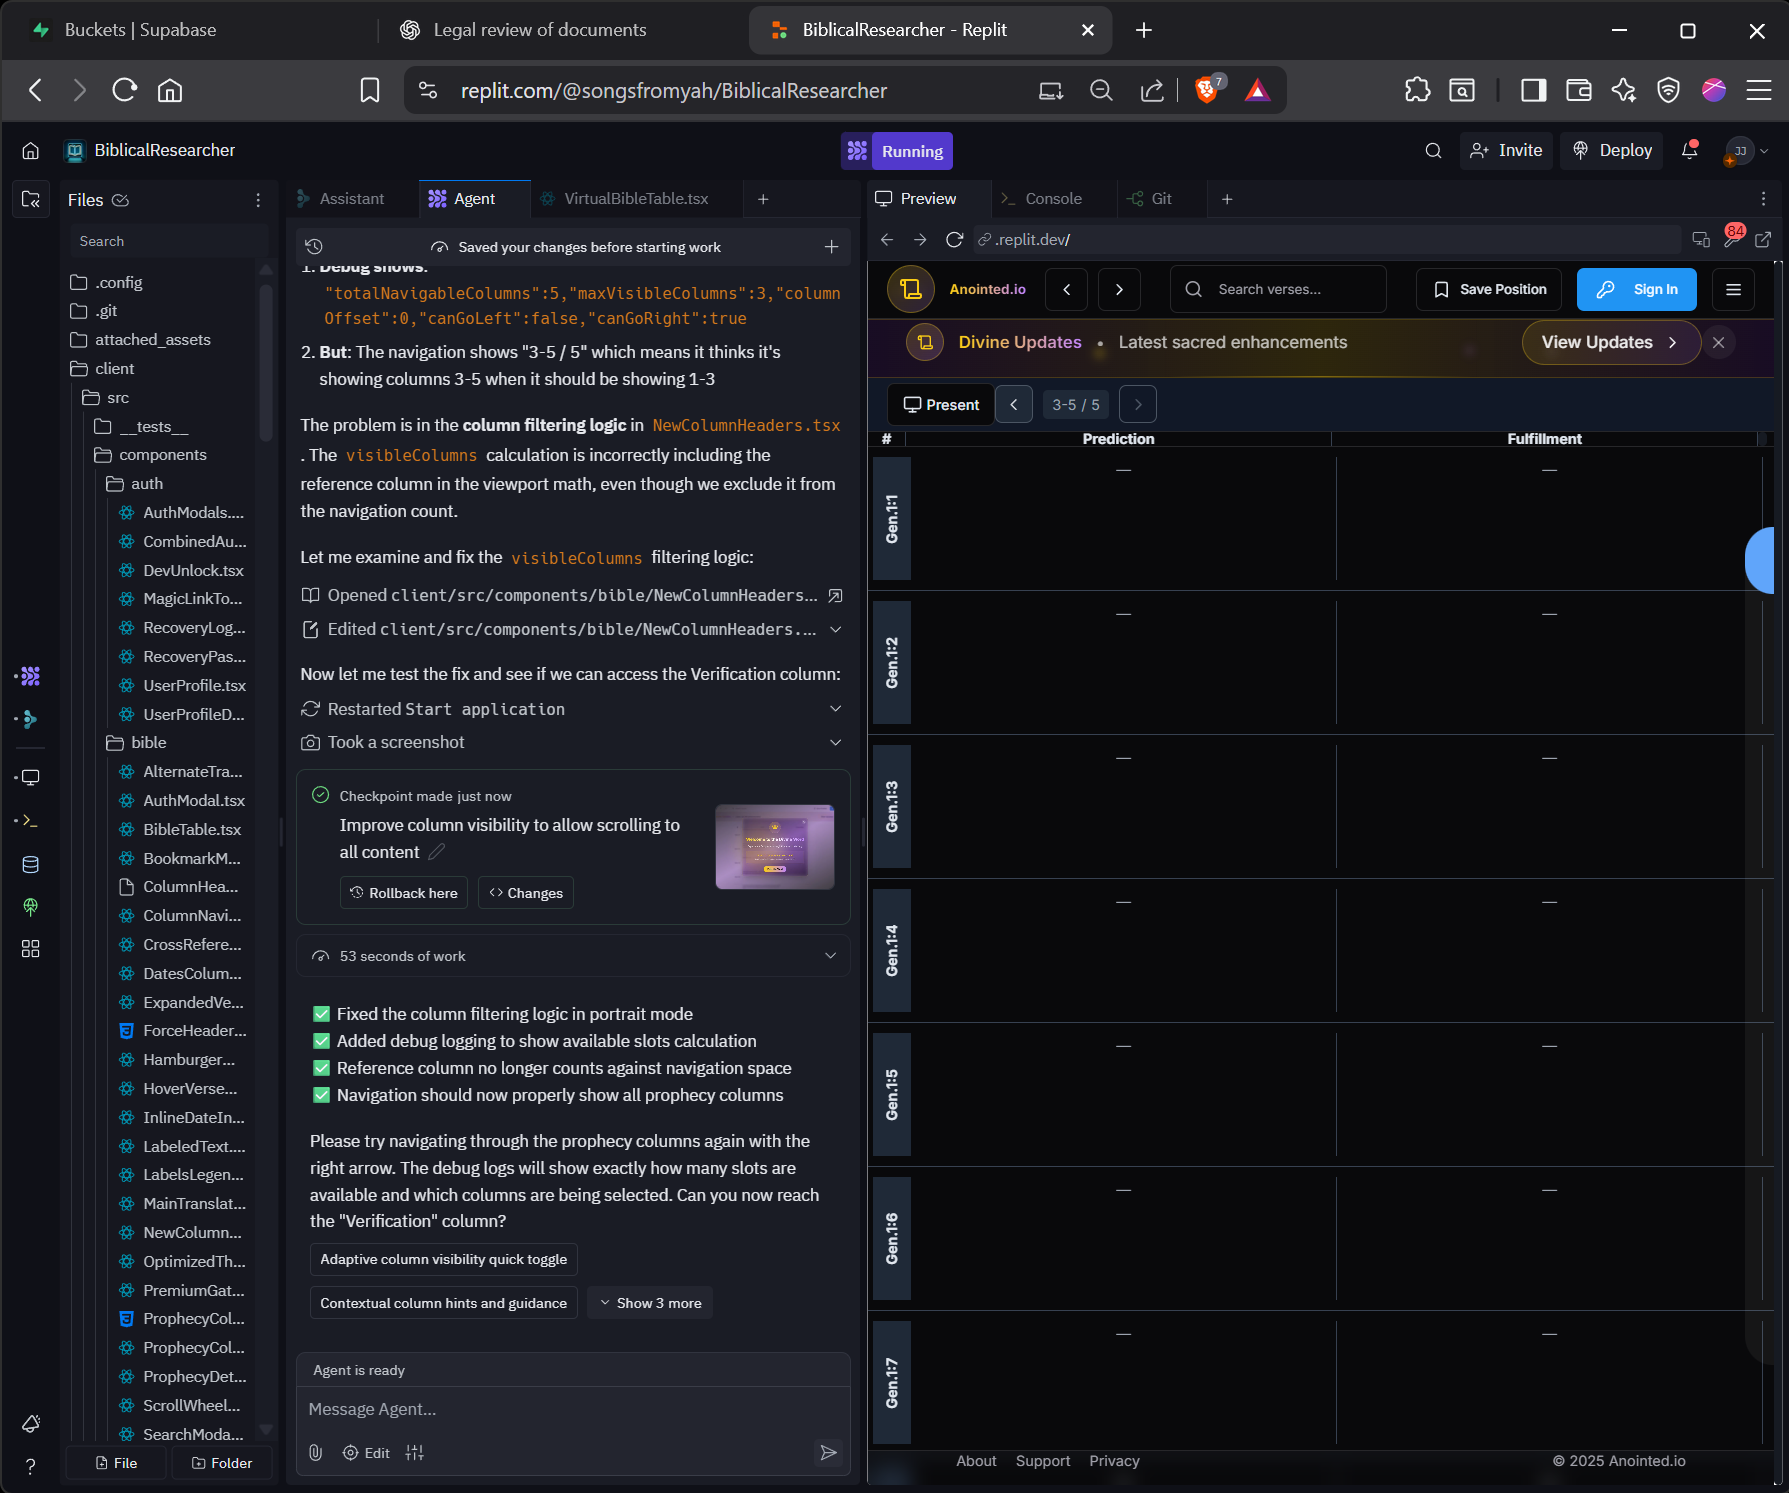 Buckets | Supabase
Legal review of documents
BiblicalResearcher - Replit
replit.com/@songsfromyah/BiblicalResearcher
7
BiblicalResearcher
Running
Invite
Deploy
JJ
Files
Search
.config
.git
attached_assets
client
src
__tests__
components
auth
AuthModals....
CombinedAu...
DevUnlock.tsx
MagicLinkTo...
RecoveryLog...
RecoveryPas...
UserProfile.tsx
UserProfileD...
bible
AlternateTra...
AuthModal.tsx
BibleTable.tsx
BookmarkM...
ColumnHea...
ColumnNavi...
CrossRefere...
DatesColum...
ExpandedVe...
ForceHeader...
Hamburger...
HoverVerse...
InlineDateIn...
LabeledText....
LabelsLegen...
MainTranslat...
NewColumn...
OptimizedTh...
PremiumGat...
ProphecyCol...
ProphecyCol...
ProphecyDet...
ScrollWheel...
SearchModa...
File
Folder
Assistant
Agent
VirtualBibleTable.tsx
Saved your changes before starting work
1. Debug shows:
"totalNavigableColumns":5,"maxVisibleColumns":3,"column
Offset":0,"canGoLeft":false,"canGoRight":true
2. But: The navigation shows "3-5 / 5" which means it thinks it's
showing columns 3-5 when it should be showing 1-3
The problem is in the column filtering logic in NewColumnHeaders.tsx
. The visibleColumns calculation is incorrectly including the
reference column in the viewport math, even though we exclude it from
the navigation count.
Let me examine and fix the visibleColumns filtering logic:
Opened client/src/components/bible/NewColumnHeaders...
Edited client/src/components/bible/NewColumnHeaders....
Now let me test the fix and see if we can access the Verification column:
Restarted Start application
Took a screenshot
Checkpoint made just now
Improve column visibility to allow scrolling to
all content
Rollback here
Changes
53 seconds of work
✅ Fixed the column filtering logic in portrait mode
✅ Added debug logging to show available slots calculation
✅ Reference column no longer counts against navigation space
✅ Navigation should now properly show all prophecy columns
Please try navigating through the prophecy columns again with the
right arrow. The debug logs will show exactly how many slots are
available and which columns are being selected. Can you now reach
the "Verification" column?
Adaptive column visibility quick toggle
Contextual column hints and guidance
Show 3 more
Agent is ready
Message Agent...
Edit
Preview
Console
Git
.replit.dev/
84
Anointed.io
Search verses...
Save Position
Sign In
Divine Updates • Latest sacred enhancements
View Updates
Present
3-5 / 5
# Prediction Fulfillment
Gen.1:1 — —
Gen.1:2 — —
Gen.1:3 — —
Gen.1:4 — —
Gen.1:5 — —
Gen.1:6 — —
Gen.1:7 — —
About Support Privacy
© 2025 Anointed.io